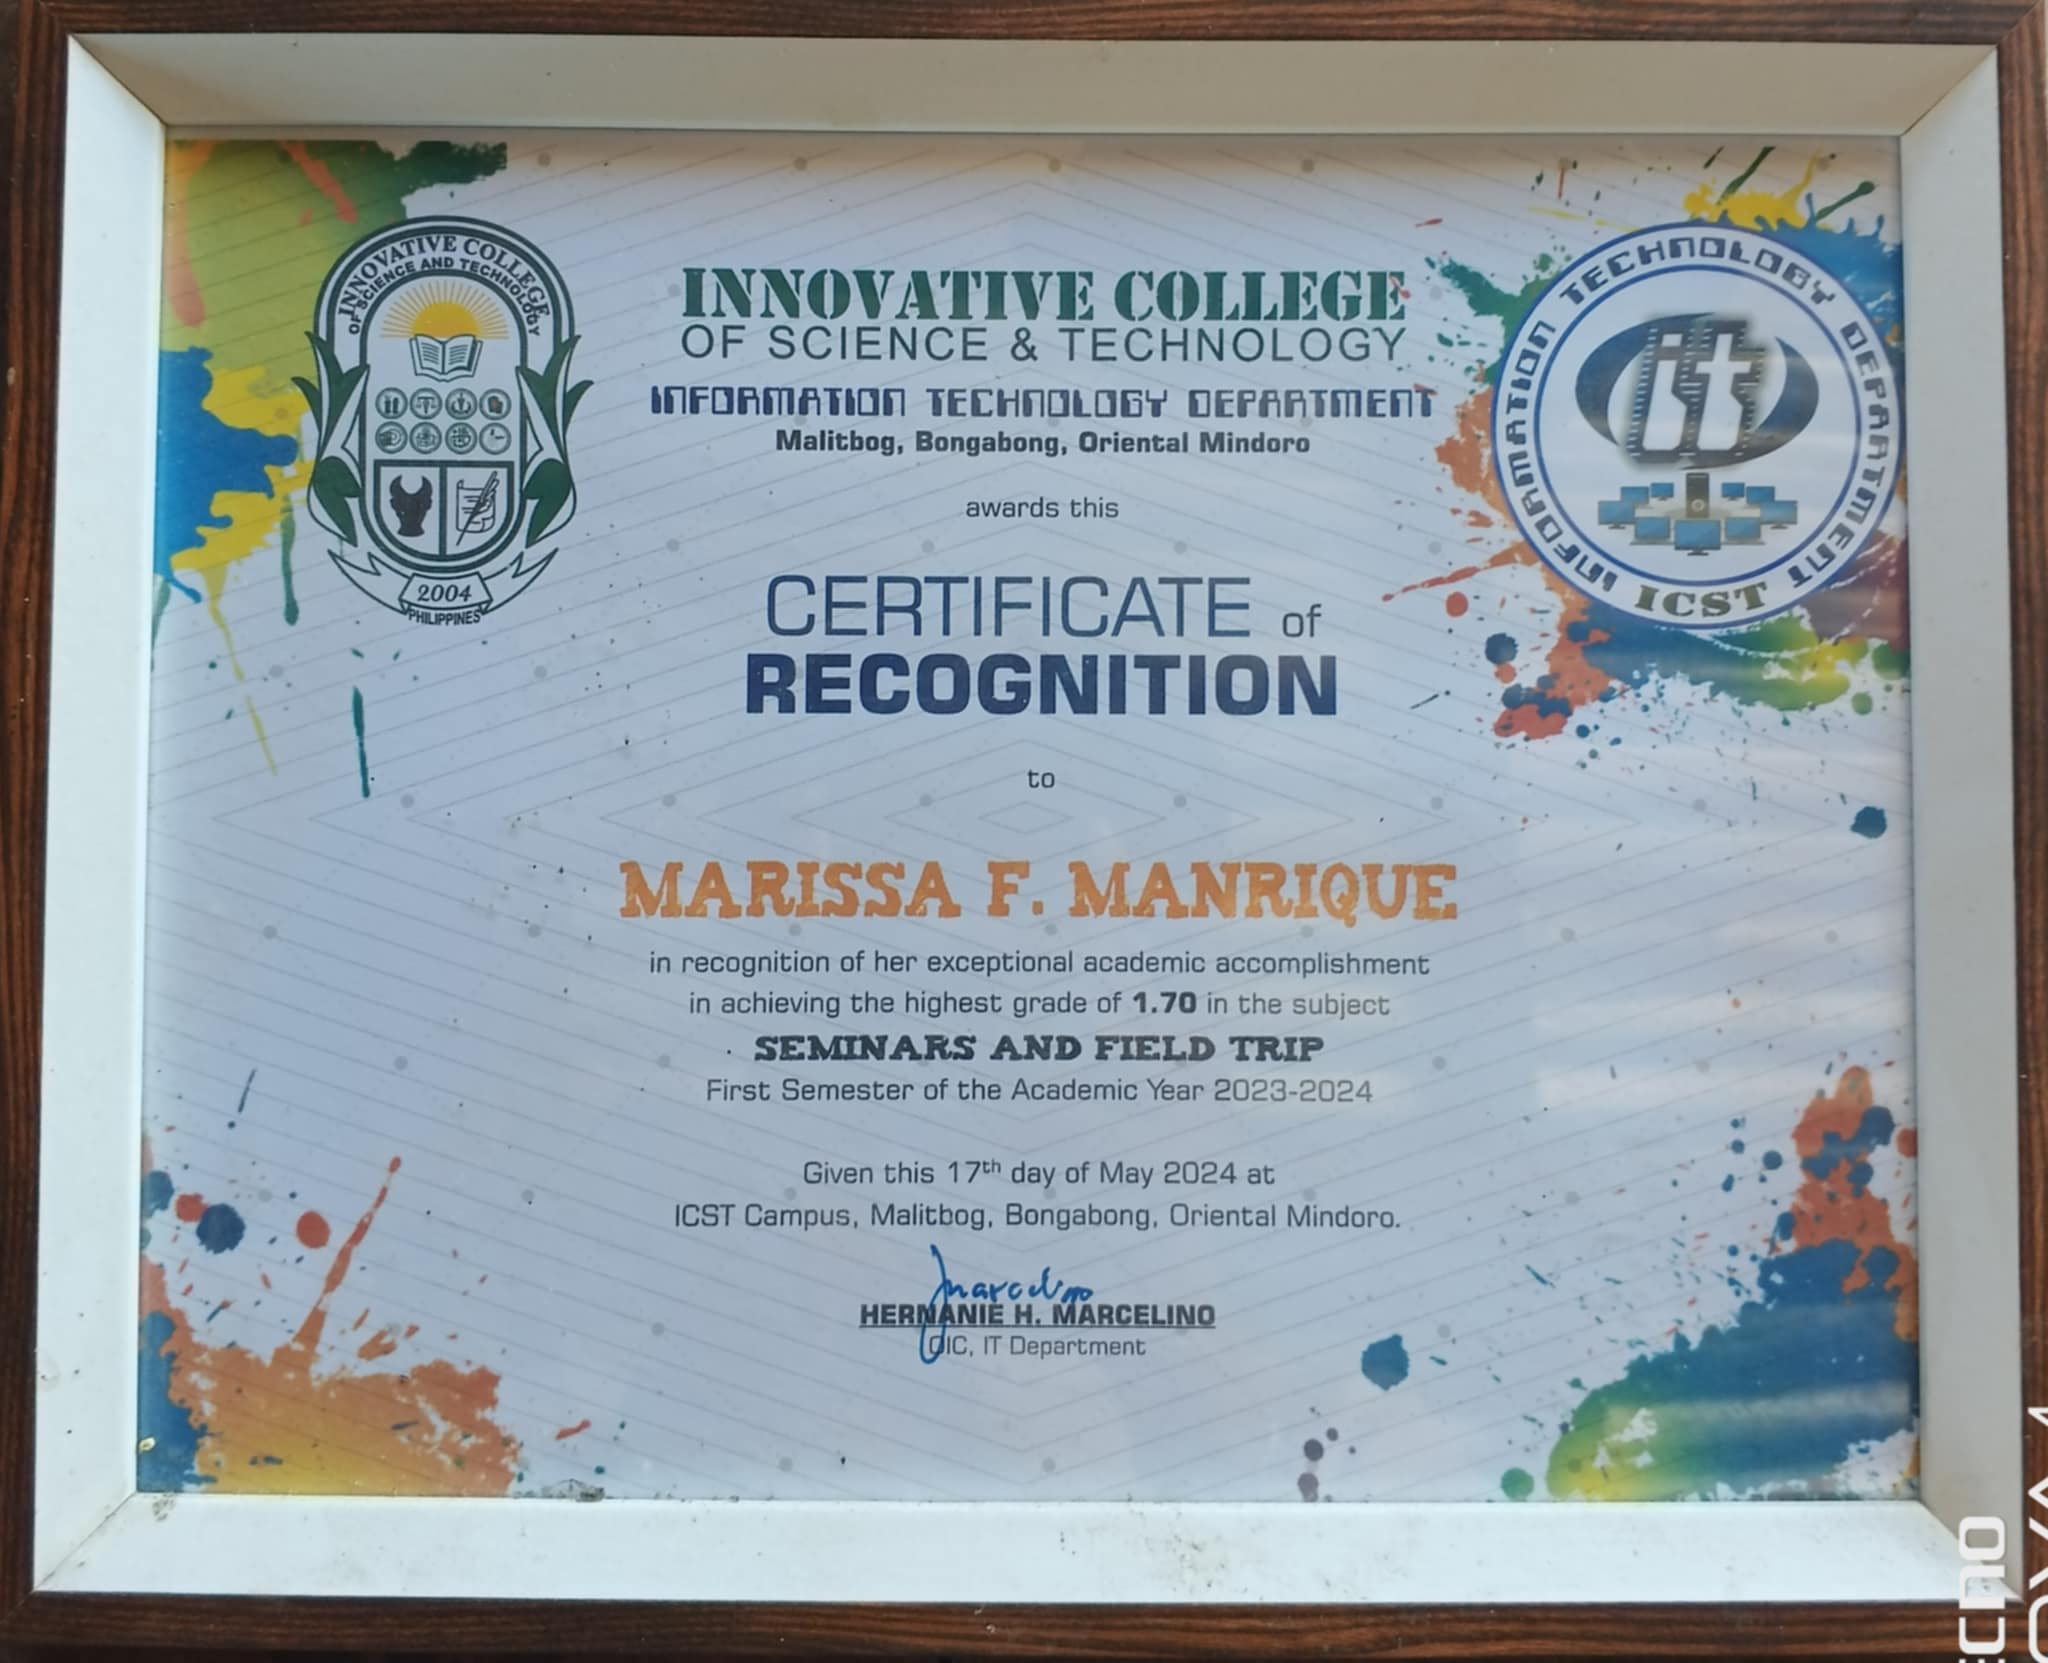 INNOVATIVE COLLEGE
OF SCIENCE AND TECHNOLOGY
2004
PHILIPPINES
INNOVATIVE COLLEGE
OF SCIENCE & TECHNOLOGY
INFORMATION TECHNOLOGY DEPARTMENT
Malitbog, Bongabong, Oriental Mindoro
INFORMATION TECHNOLOGY DEPARTMENT
it
ICST
awards this
CERTIFICATE of
RECOGNITION
to
MARISSA F. MANRIQUE
in recognition of her exceptional academic accomplishment
in achieving the highest grade of 1.70 in the subject
SEMINARS AND FIELD TRIP
First Semester of the Academic Year 2023-2024
Given this 17th day of May 2024 at
ICST Campus, Malitbog, Bongabong, Oriental Mindoro.
Jmarcelino
HERNANIE H. MARCELINO
OIC, IT Department